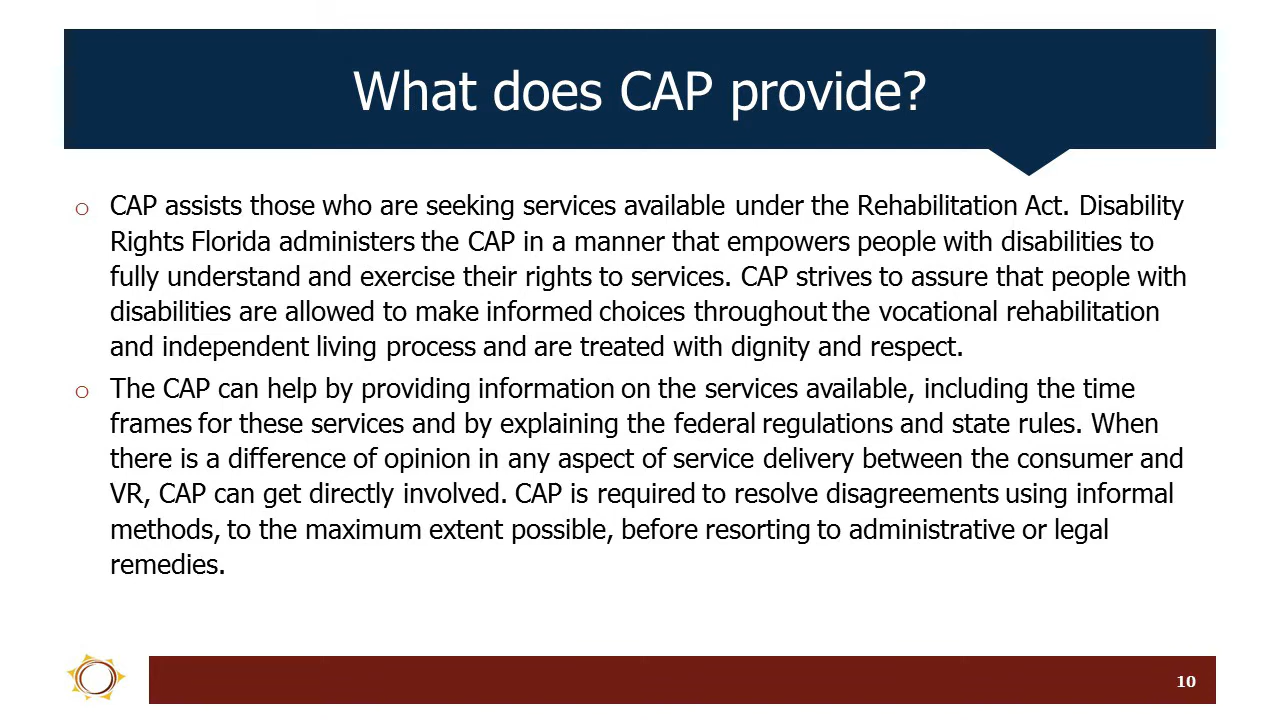 What does CAP provide?
o CAP assists those who are seeking services available under the Rehabilitation Act. Disability
Rights Florida administers the CAP in a manner that empowers people with disabilities to
fully understand and exercise their rights to services. CAP strives to assure that people with
disabilities are allowed to make informed choices throughout the vocational rehabilitation
and independent living process and are treated with dignity and respect.
o The CAP can help by providing information on the services available, including the time
frames for these services and by explaining the federal regulations and state rules. When
there is a difference of opinion in any aspect of service delivery between the consumer and
VR, CAP can get directly involved. CAP is required to resolve disagreements using informal
methods, to the maximum extent possible, before resorting to administrative or legal
remedies.
10